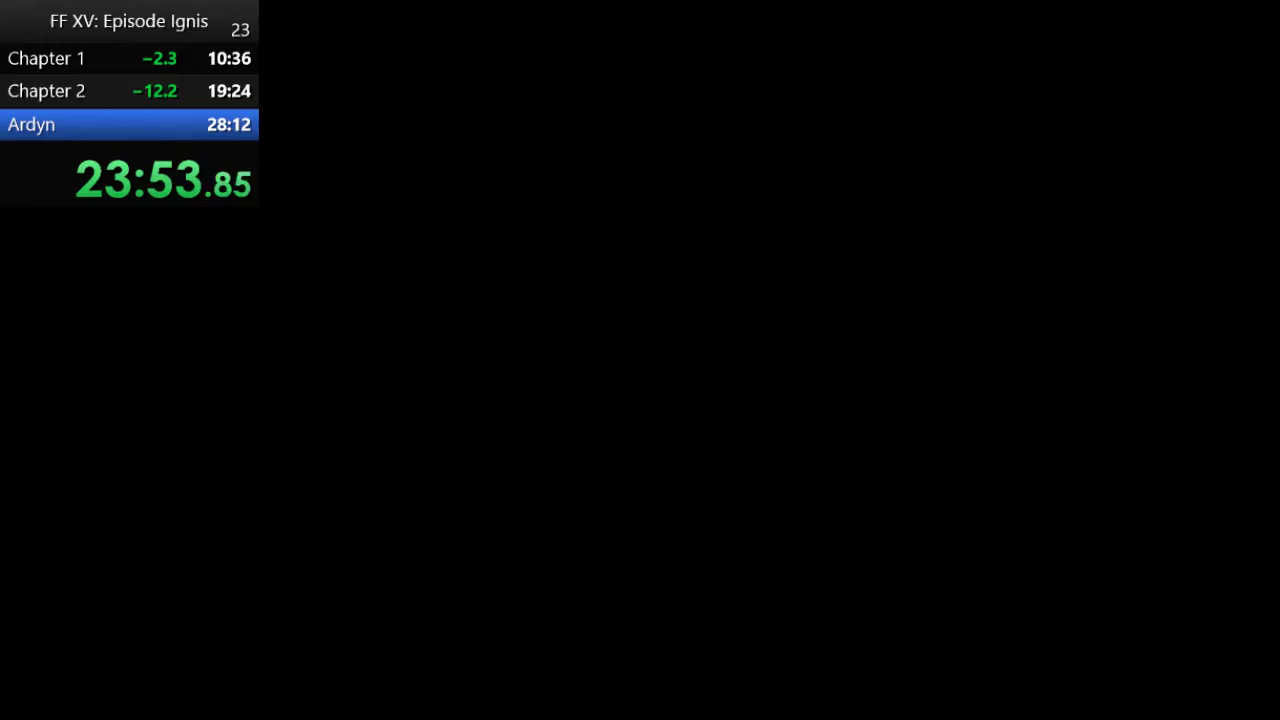 FF XV: Episode Ignis
23
Chapter 1 −2.3 10:36
Chapter 2 −12.2 19:24
Ardyn 28:12
23:53.85